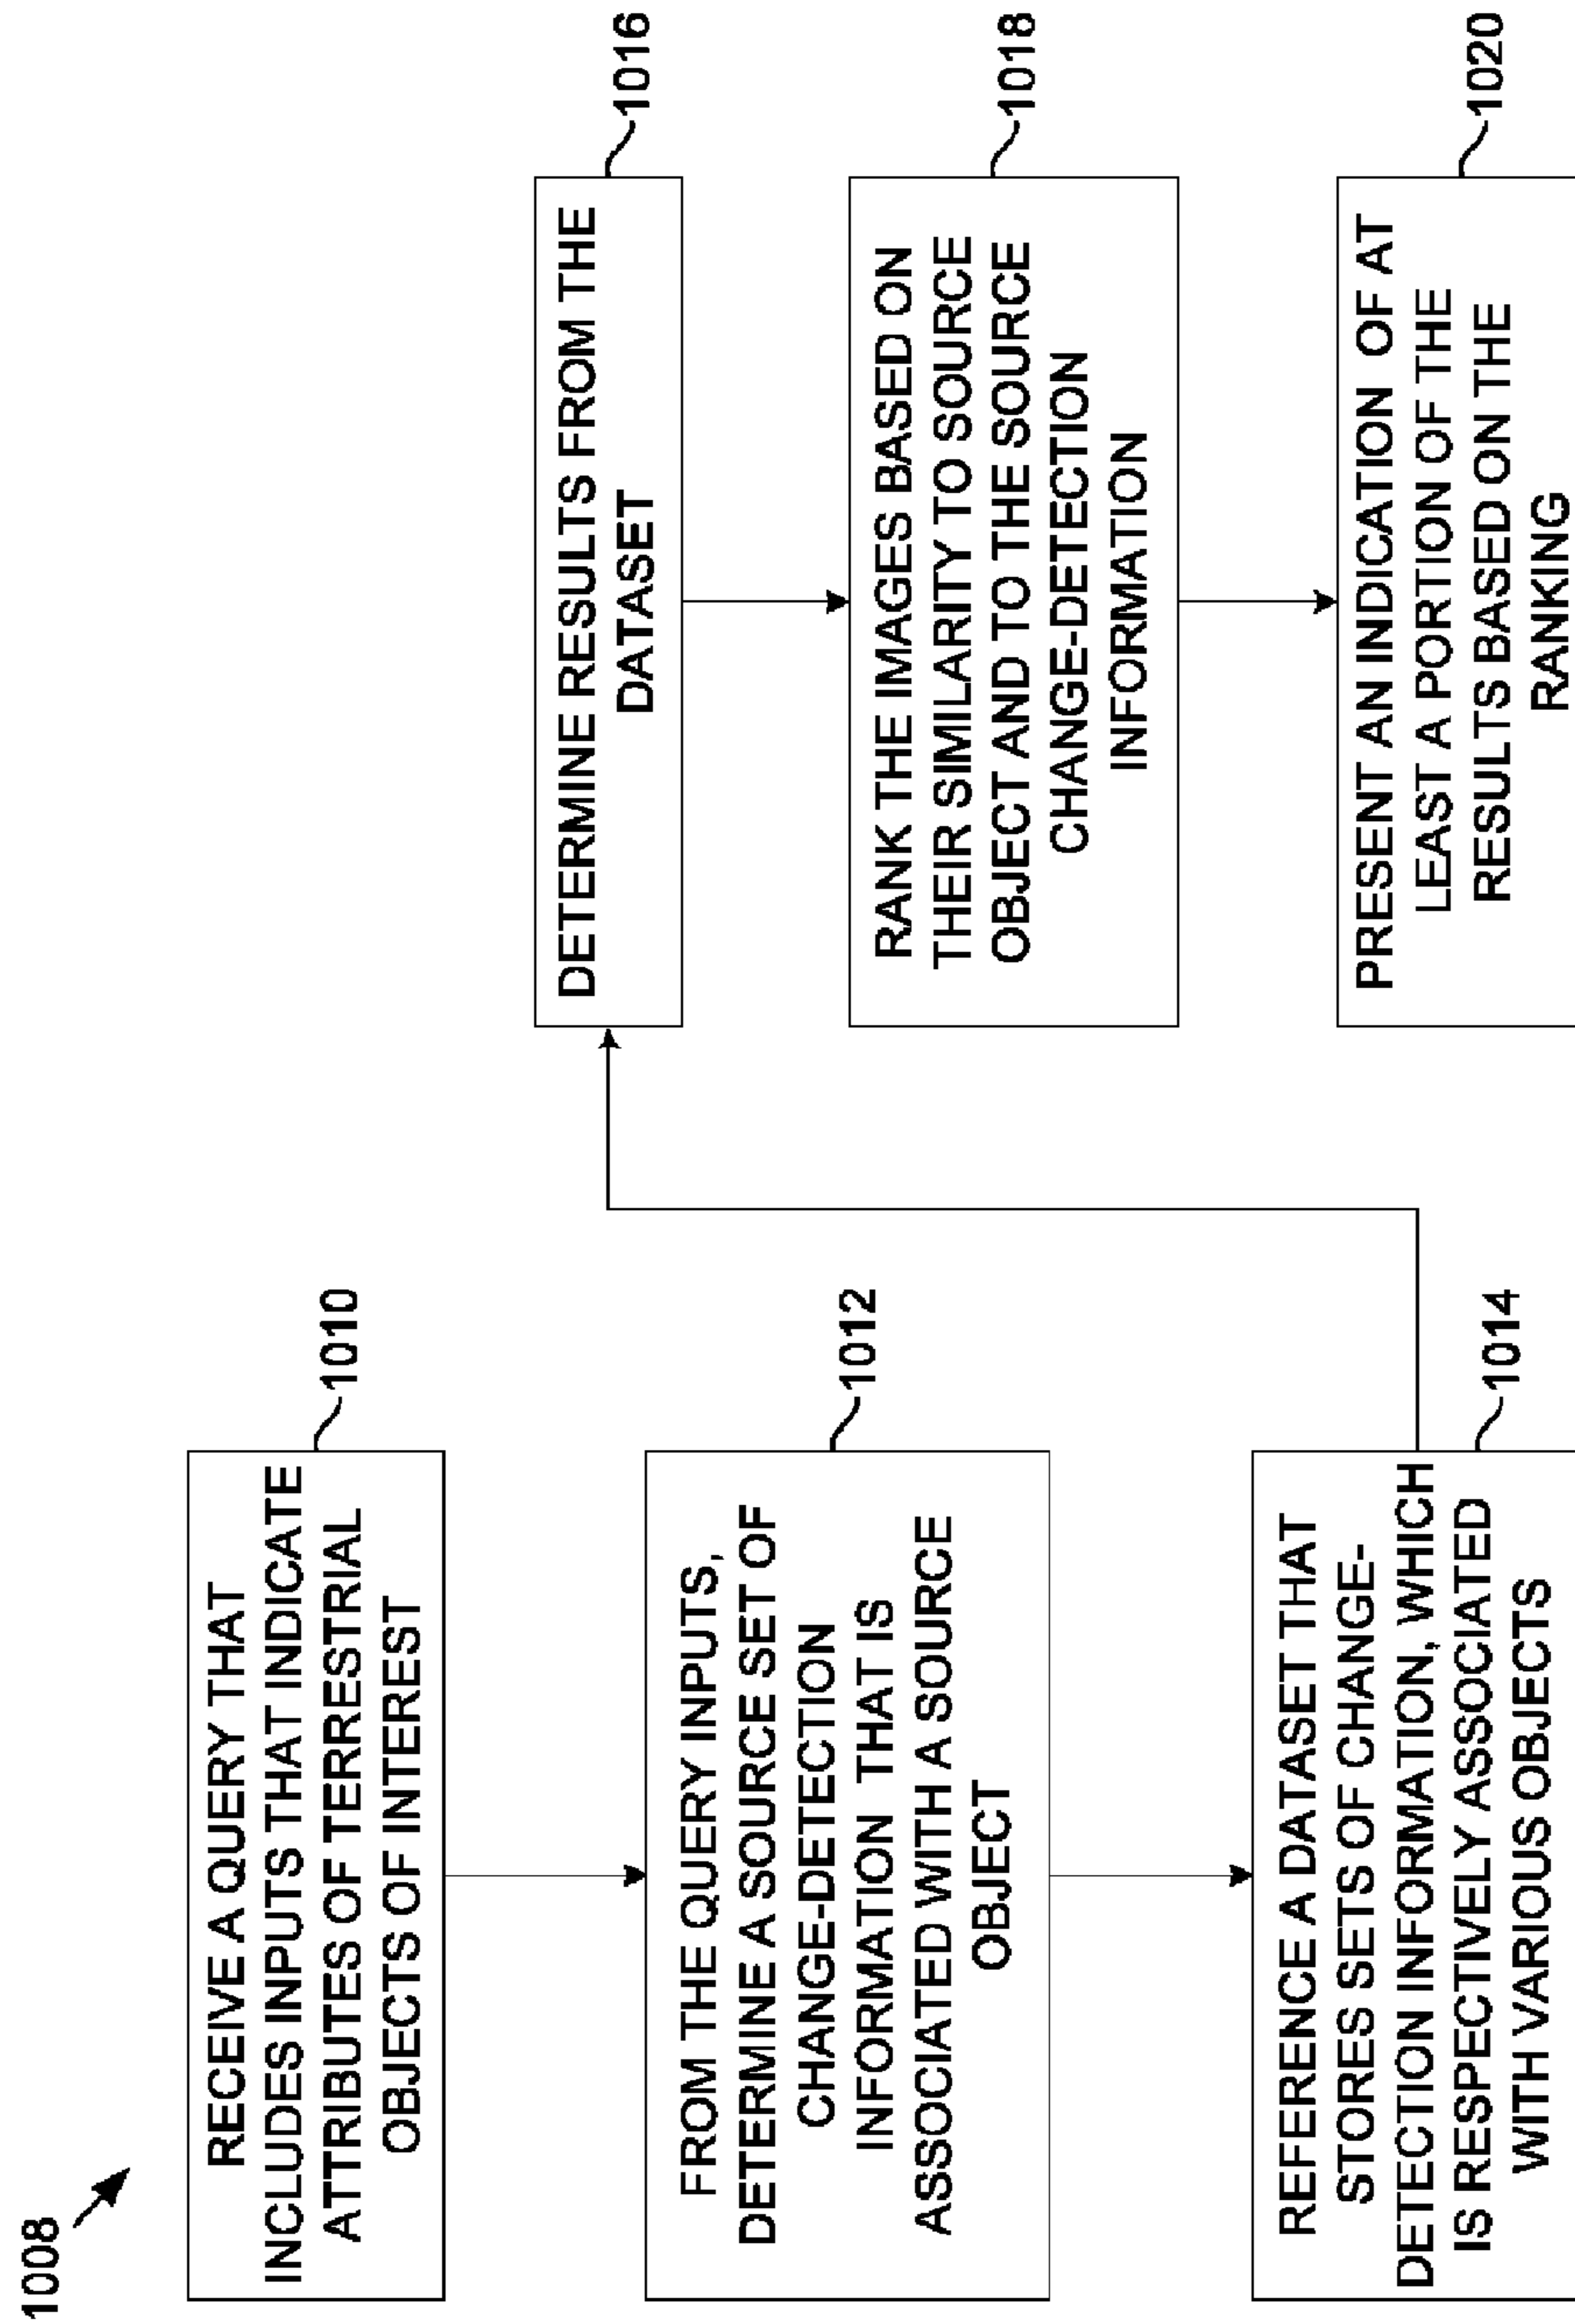 1008
RECEIVE A QUERY THAT
INCLUDES INPUTS THAT INDICATE
ATTRIBUTES OF TERRESTRIAL
OBJECTS OF INTEREST
1010
FROM THE QUERY INPUTS,
DETERMINE A SOURCE SET OF
CHANGE-DETECTION
INFORMATION THAT IS
ASSOCIATED WITH A SOURCE
OBJECT
1012
REFERENCE A DATASET THAT
STORES SETS OF CHANGE-
DETECTION INFORMATION, WHICH
IS RESPECTIVELY ASSOCIATED
WITH VARIOUS OBJECTS
1014
DETERMINE RESULTS FROM THE
DATASET
1016
RANK THE IMAGES BASED ON
THEIR SIMILARITY TO SOURCE
OBJECT AND TO THE SOURCE
CHANGE-DETECTION
INFORMATION
1018
PRESENT AN INDICATION OF AT
LEAST A PORTION OF THE
RESULTS BASED ON THE
RANKING
1020